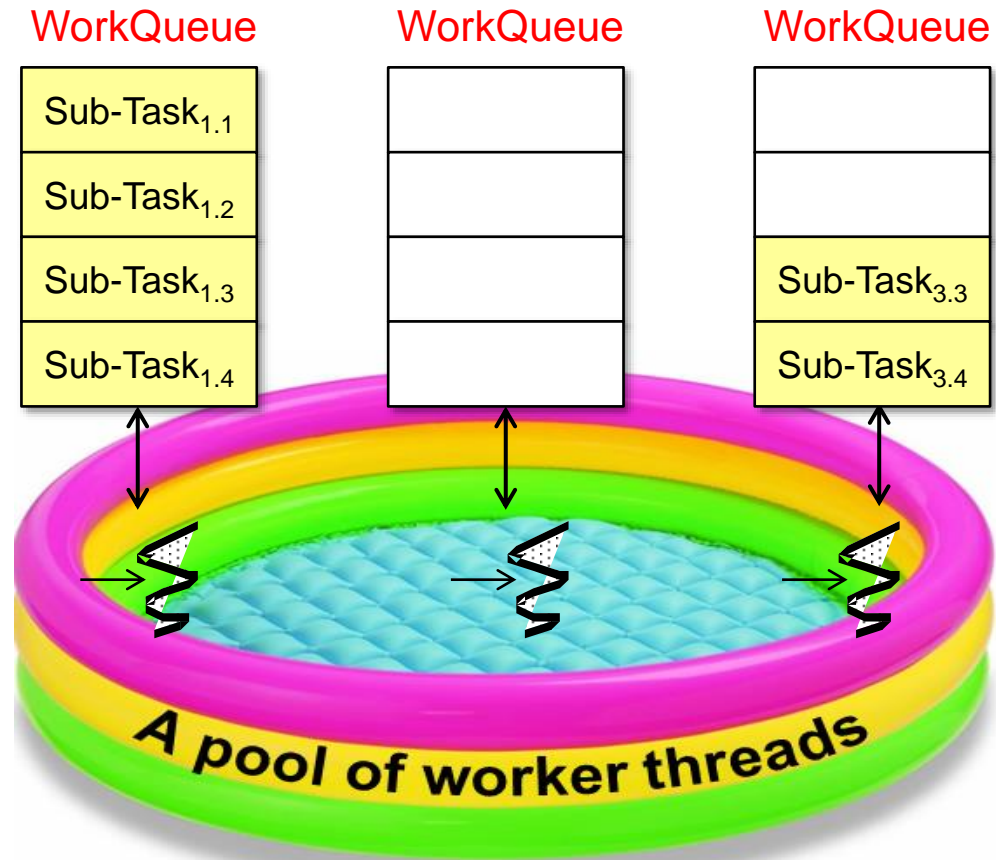 WorkQueue WorkQueue WorkQueue
Sub-Task1.1
Sub-Task1.2
Sub-Task1.3 Sub-Task3.3
Sub-Task1.4 Sub-Task3.4
A pool of worker threads